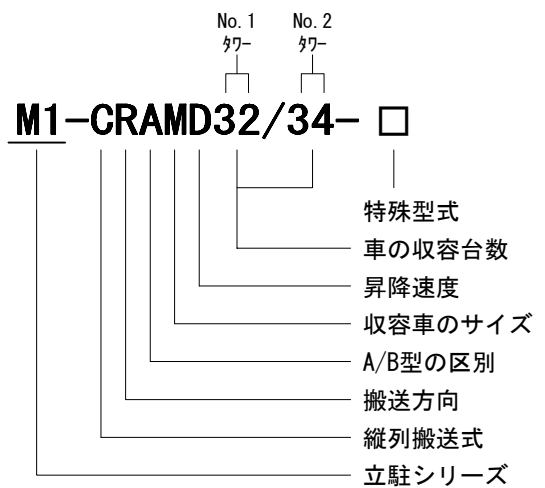 No.1 No.2
ﾀﾜｰ ﾀﾜｰ
M1-CRAMD32/34-□
特殊型式
車の収容台数
昇降速度
収容車のサイズ
A/B型の区別
搬送方向
縦列搬送式
立駐シリーズ